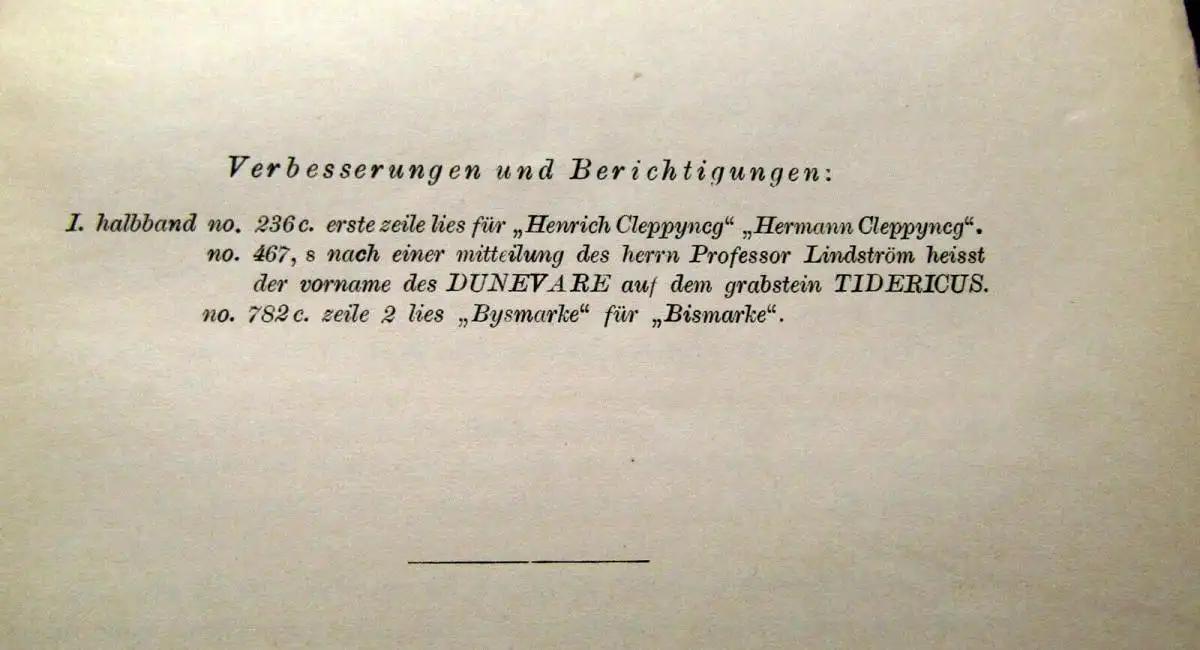 Verbesserungen und Berichtigungen:
I. halbband no. 236c. erste zeile lies für „Henrich Cleppyncg“ „Hermann Cleppyncg“.
no. 467, s nach einer mitteilung des herrn Professor Lindström heisst
der vorname des DUNEVARE auf dem grabstein TIDERICUS.
no. 782c. zeile 2 lies „Bysmarke“ für „Bismarke“.